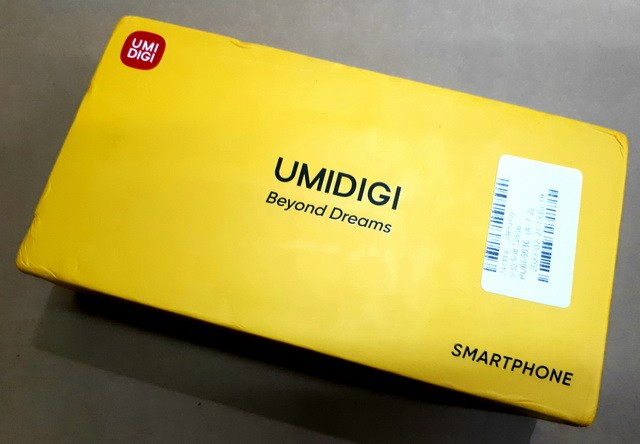 UMI
DIGI
UMIDIGI
Beyond Dreams
SMARTPHONE